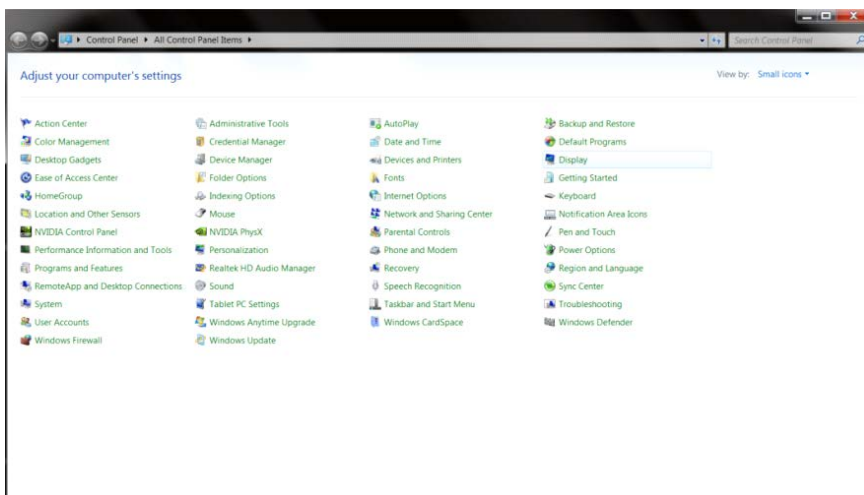 Control Panel ▸ All Control Panel Items ▸ Search Control Panel
Adjust your computer's settings View by: Small icons
Action Center Administrative Tools AutoPlay Backup and Restore
Color Management Credential Manager Date and Time Default Programs
Desktop Gadgets Device Manager Devices and Printers Display
Ease of Access Center Folder Options Fonts Getting Started
HomeGroup Indexing Options Internet Options Keyboard
Location and Other Sensors Mouse Network and Sharing Center Notification Area Icons
NVIDIA Control Panel NVIDIA PhysX Parental Controls Pen and Touch
Performance Information and Tools Personalization Phone and Modem Power Options
Programs and Features Realtek HD Audio Manager Recovery Region and Language
RemoteApp and Desktop Connections Sound Speech Recognition Sync Center
System Tablet PC Settings Taskbar and Start Menu Troubleshooting
User Accounts Windows Anytime Upgrade Windows CardSpace Windows Defender
Windows Firewall Windows Update